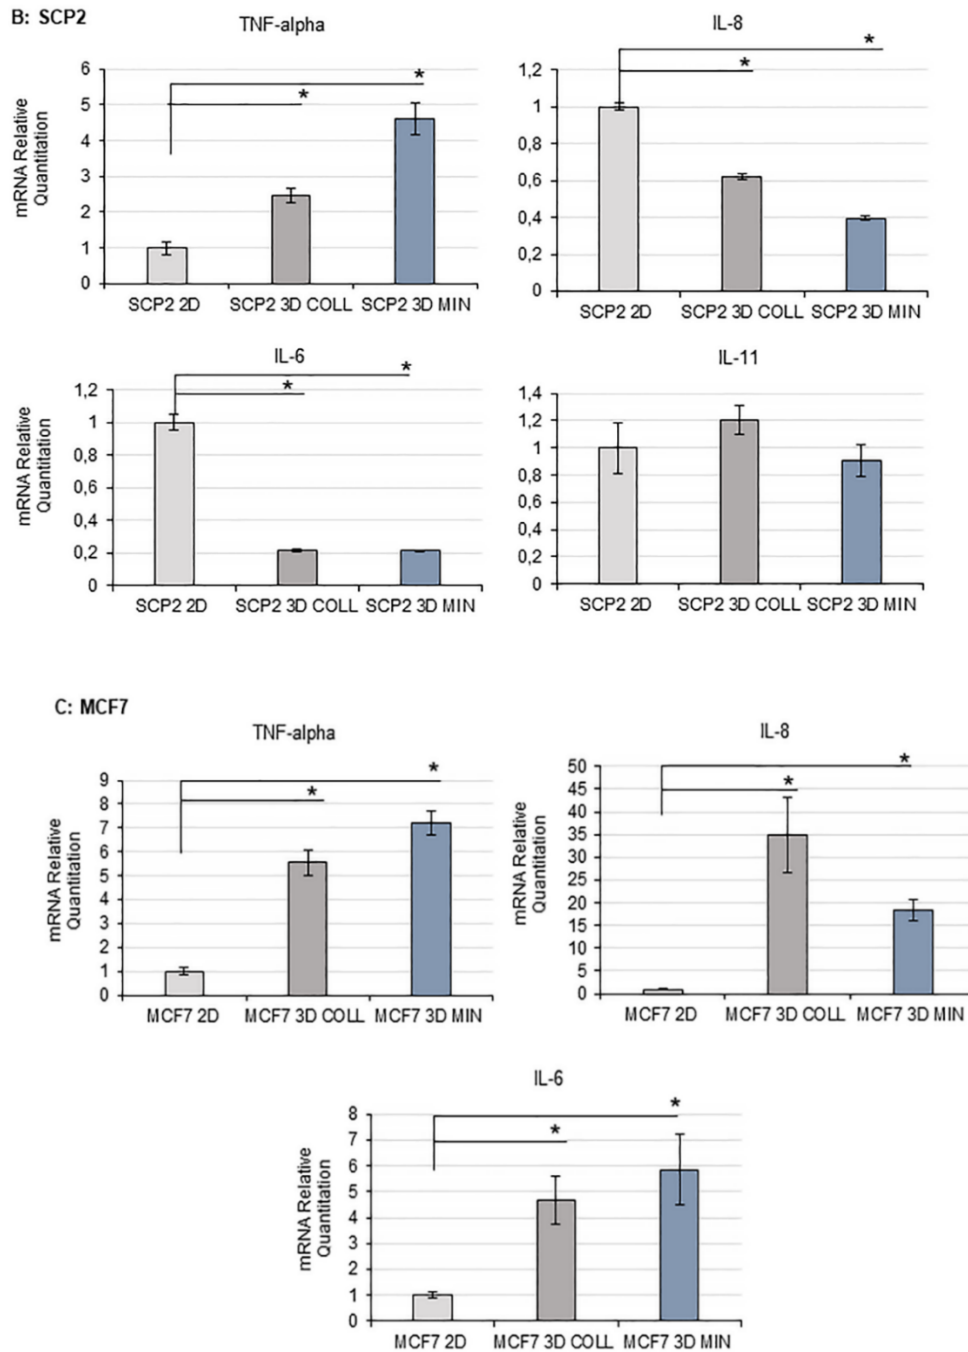 B: SCP2
TNF-alpha
mRNA Relative
Quantitation
6
5
4
3
2
1
0
*
*
SCP2 2D SCP2 3D COLL SCP2 3D MIN
IL-8
1,2
1
0,8
0,6
0,4
0,2
0
*
*
SCP2 2D SCP2 3D COLL SCP2 3D MIN
IL-6
mRNA Relative
Quantitation
1,2
1
0,8
0,6
0,4
0,2
0
*
*
SCP2 2D SCP2 3D COLL SCP2 3D MIN
IL-11
1,4
1,2
1
0,8
0,6
0,4
0,2
0
SCP2 2D SCP2 3D COLL SCP2 3D MIN
C: MCF7
TNF-alpha
mRNA Relative
Quantitation
9
8
7
6
5
4
3
2
1
0
*
*
MCF7 2D MCF7 3D COLL MCF7 3D MIN
IL-8
mRNA Relative
Quantitation
50
45
40
35
30
25
20
15
10
5
0
*
*
MCF7 2D MCF7 3D COLL MCF7 3D MIN
IL-6
mRNA Relative
Quantitation
8
7
6
5
4
3
2
1
0
*
*
MCF7 2D MCF7 3D COLL MCF7 3D MIN